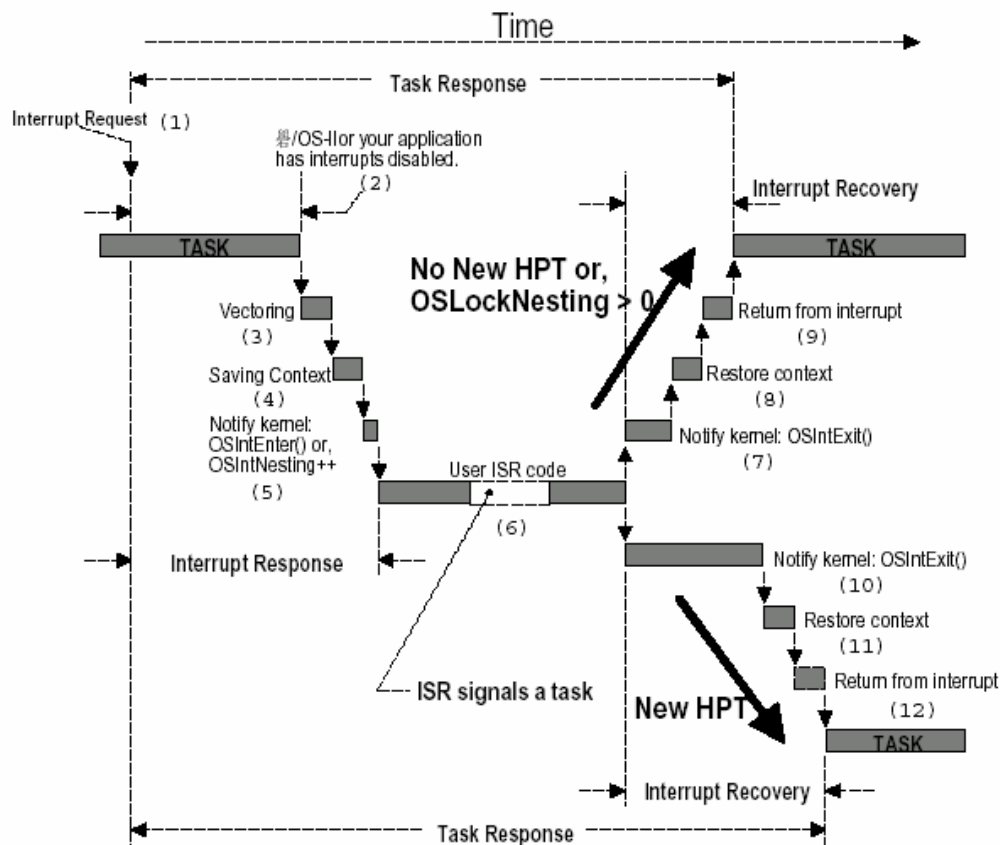 Time
Task Response
Interrupt Request (1)
/OS-IIor your application
has interrupts disabled.
(2)
Interrupt Recovery
TASK
TASK
No New HPT or,
OSLockNesting > 0
Vectoring
(3)
Return from interrupt
(9)
Saving Context
(4)
Restore context
(8)
Notify kernel:
OSIntEnter() or,
OSIntNesting++
(5)
Notify kernel: OSIntExit()
(7)
User ISR code
(6)
Interrupt Response
Notify kernel: OSIntExit()
(10)
Restore context
(11)
ISR signals a task
Return from interrupt
(12)
New HPT
TASK
Interrupt Recovery
Task Response